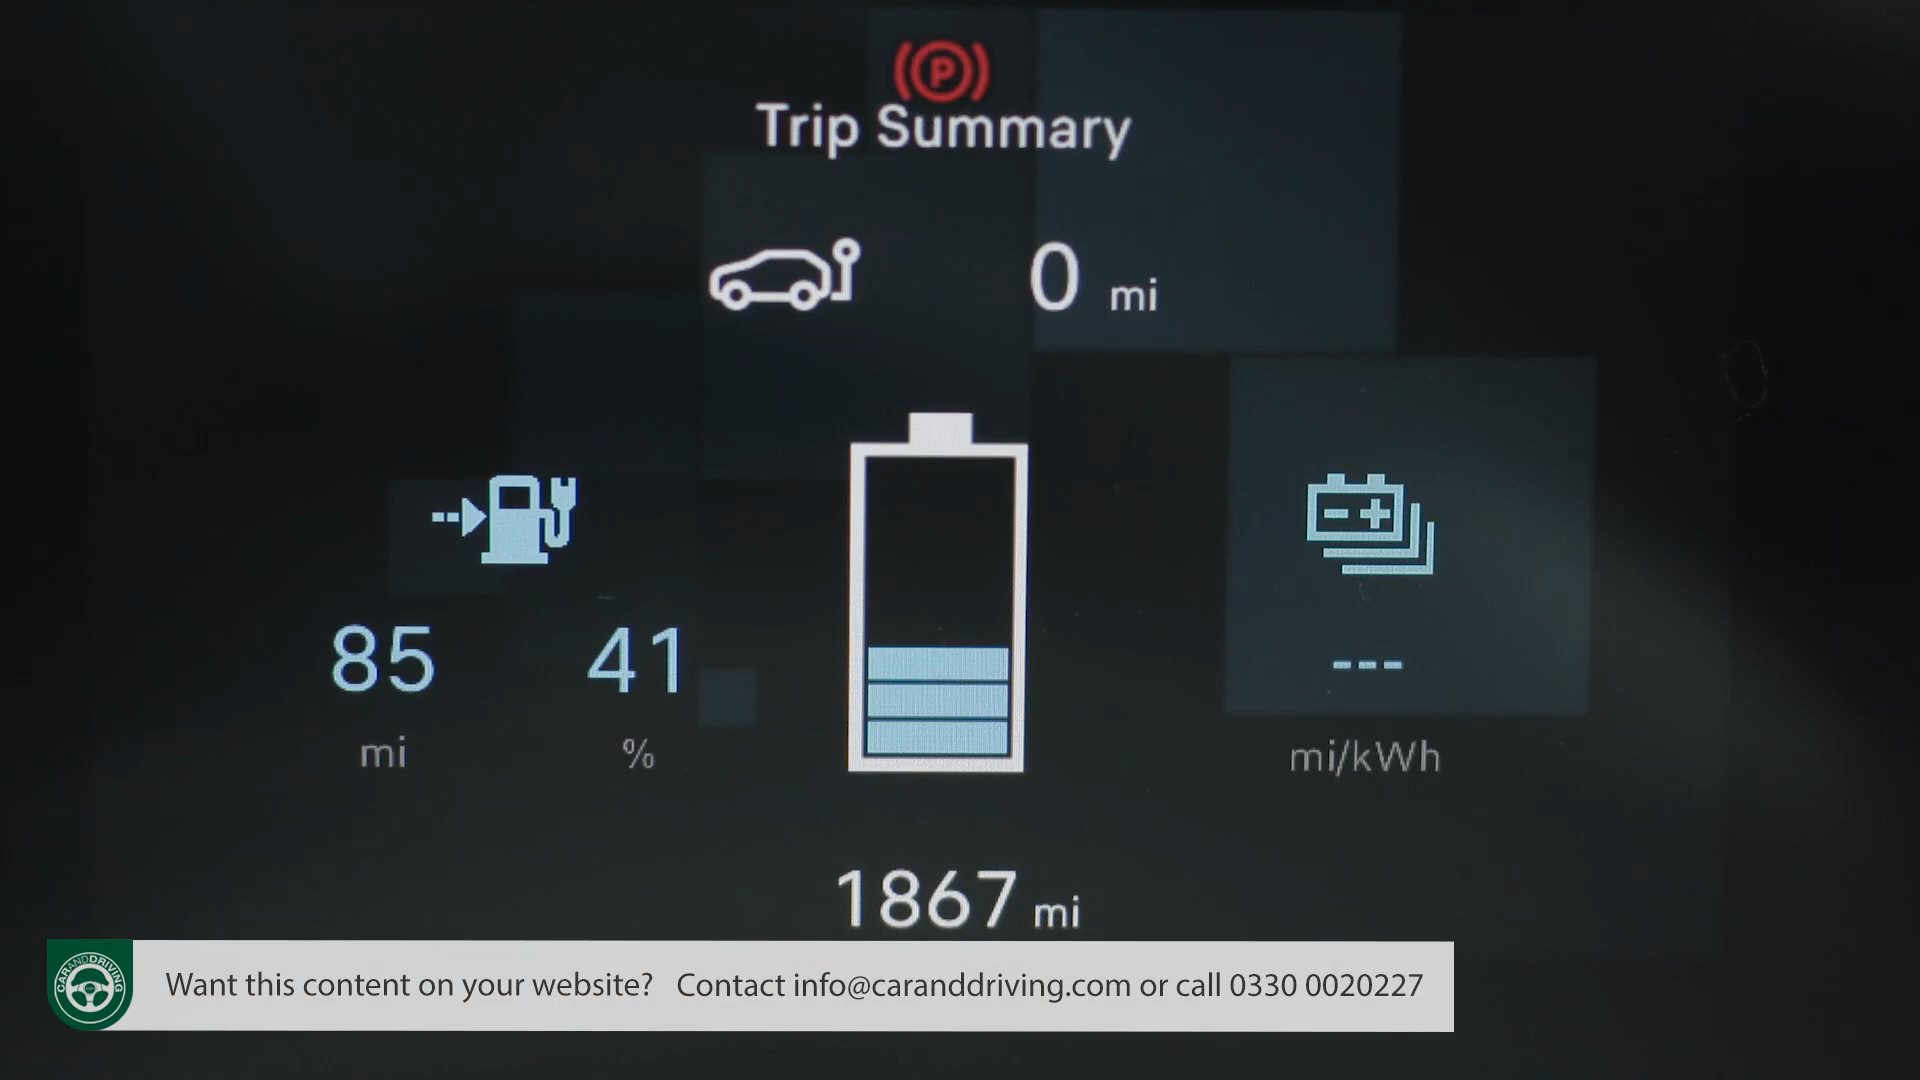 P
Trip Summary
0 mi
85 41
mi %
---
mi/kWh
1867 mi
CARANDDRIVING
Want this content on your website? Contact info@caranddriving.com or call 0330 0020227